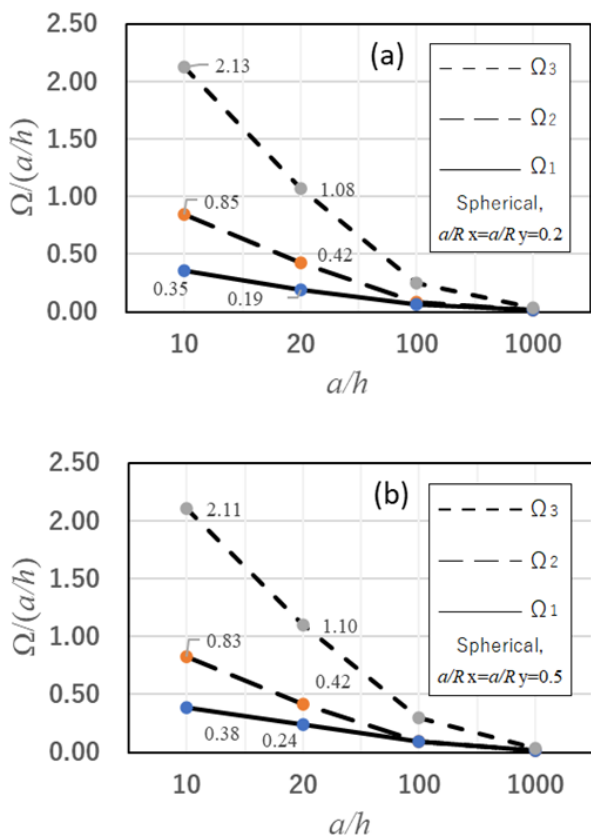 2.50
2.00
1.50
1.00
0.50
0.00
Ω/(a/h)
(a)
2.13
1.08
0.85
0.42
0.35
0.19
Ω3
Ω2
Ω1
Spherical,
a/R x=a/R y=0.2
10 20 100 1000
a/h
2.50
2.00
1.50
1.00
0.50
0.00
Ω/(a/h)
(b)
2.11
1.10
0.83
0.42
0.38
0.24
Ω3
Ω2
Ω1
Spherical,
a/R x=a/R y=0.5
10 20 100 1000
a/h